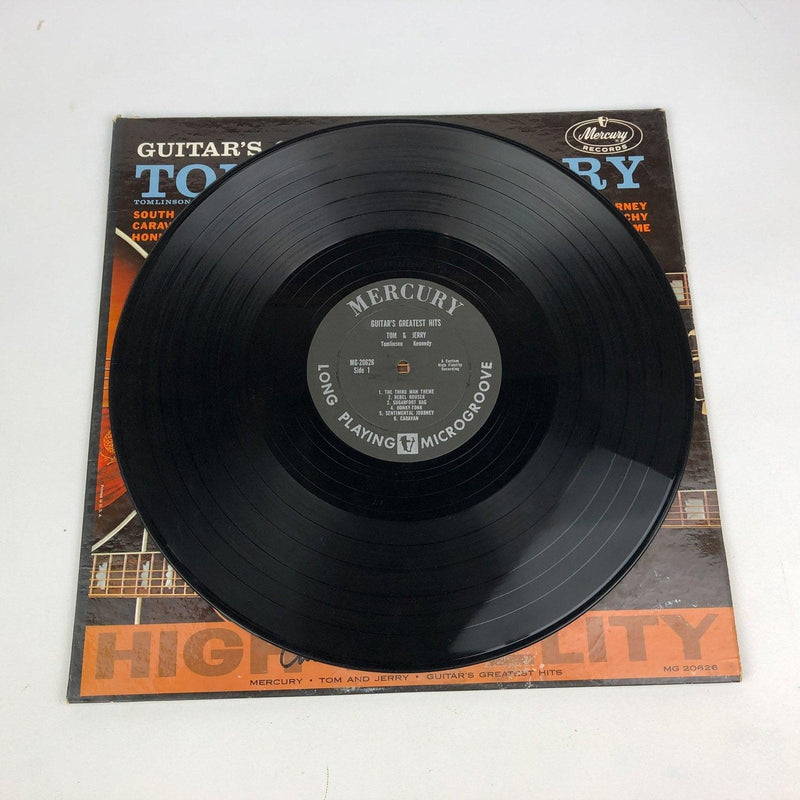 GUITAR'S
Mercury
RECORDS
TO RY
TOMLINSON
SOUTH RNEY
CARAV CHY
HON ME
MERCURY
GUITAR'S GREATEST HITS
TOM & JERRY
Tomlinson Kennedy
MG-20626
Side 1
A Custom
High Fidelity
Recording
1. THE THIRD MAN THEME
2. REBEL ROUSER
3. SUGARFOOT RAG
4. HONKY-TONK
5. SENTIMENTAL JOURNEY
6. CARAVAN
LONG PLAYING MICROGROOVE
HIGH LITY
MG 20626
MERCURY • TOM AND JERRY • GUITAR'S GREATEST HITS